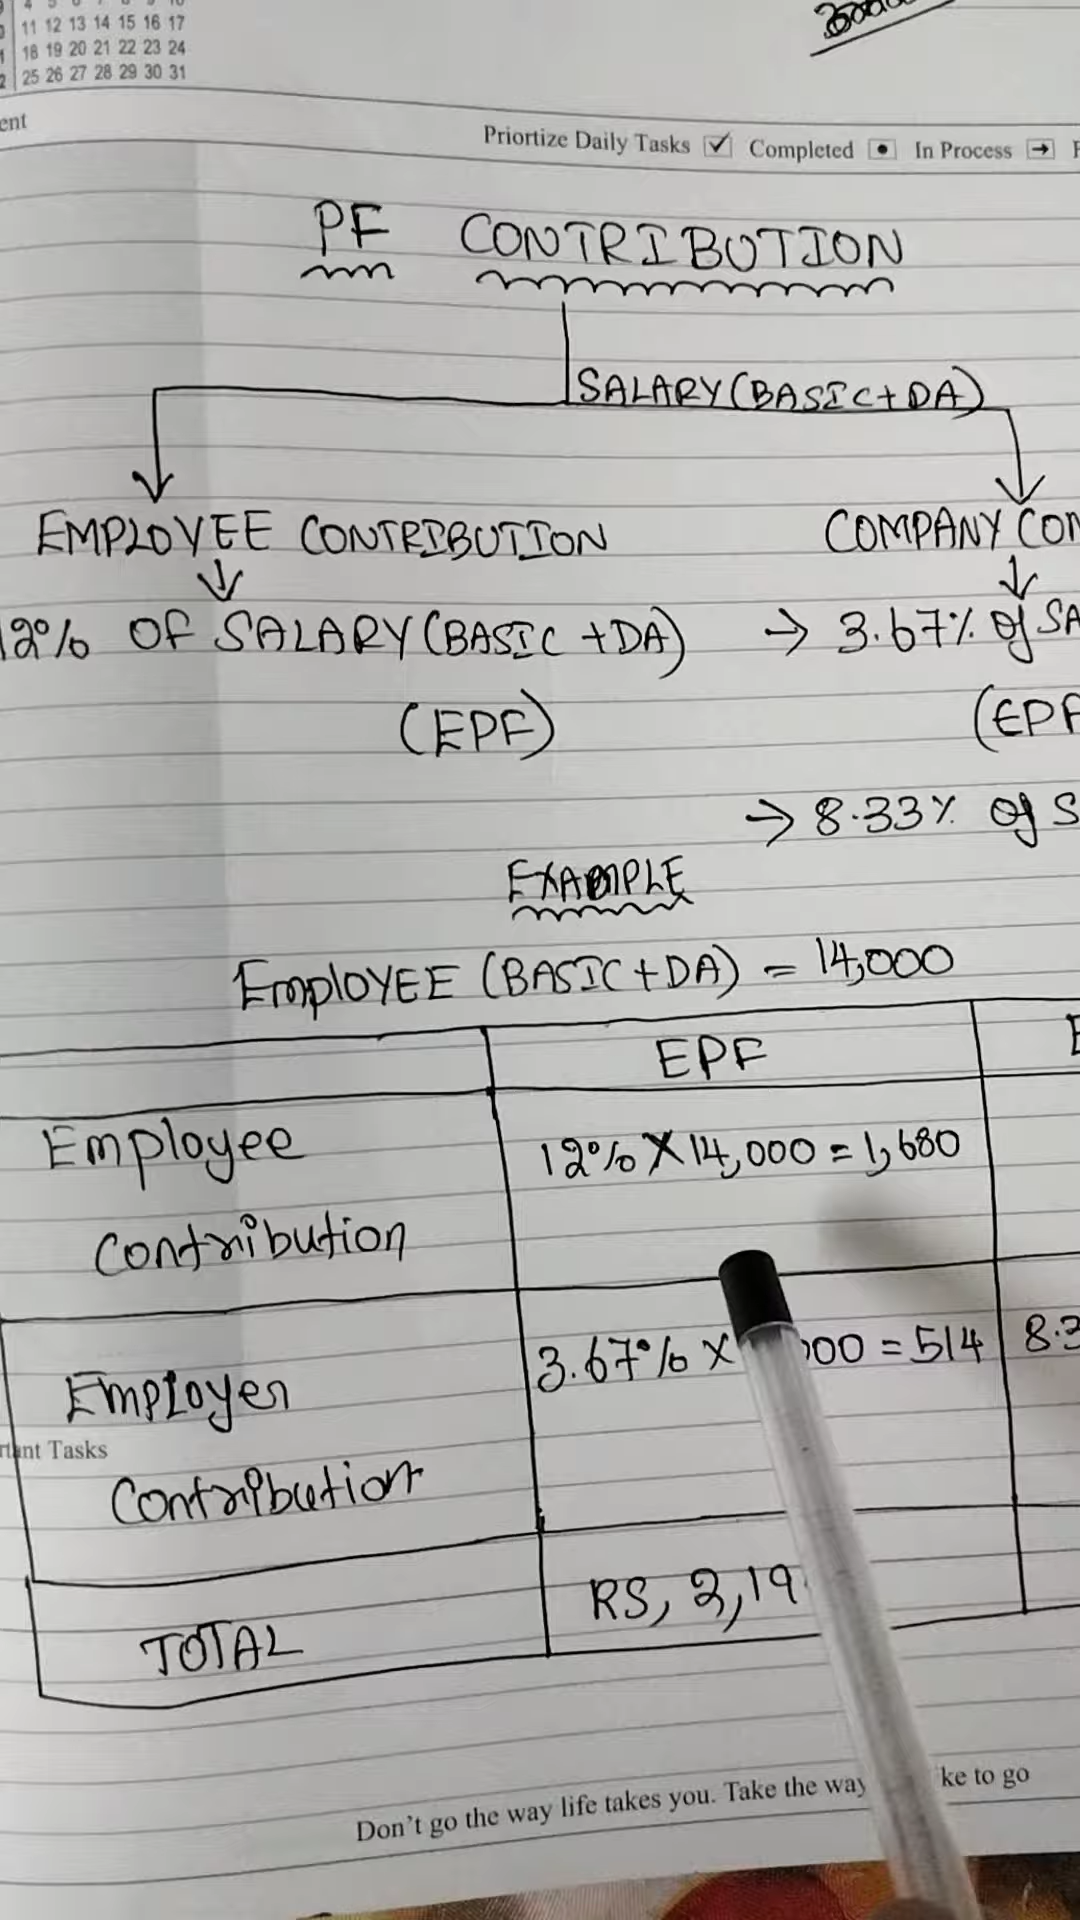 11 12 13 14 15 16 17
18 19 20 21 22 23 24
25 26 27 28 29 30 31
Priortize Daily Tasks Completed In Process
PF CONTRIBUTION
SALARY (BASIC+DA)
EMPLOYEE CONTRIBUTION
COMPANY
12% OF SALARY (BASIC +DA)
(EPF)
→ 3.67% of
→ 8.33% of
EXAMPLE
EmployEE (BASIC+DA) = 14,000
EPF
Employee
Contribution
12% X 14,000 = 1,680
Employer
Contribution
3.67% X 000 = 514
TOTAL
RS, 2,19
Tasks
Don't go the way life takes you. Take the way to go